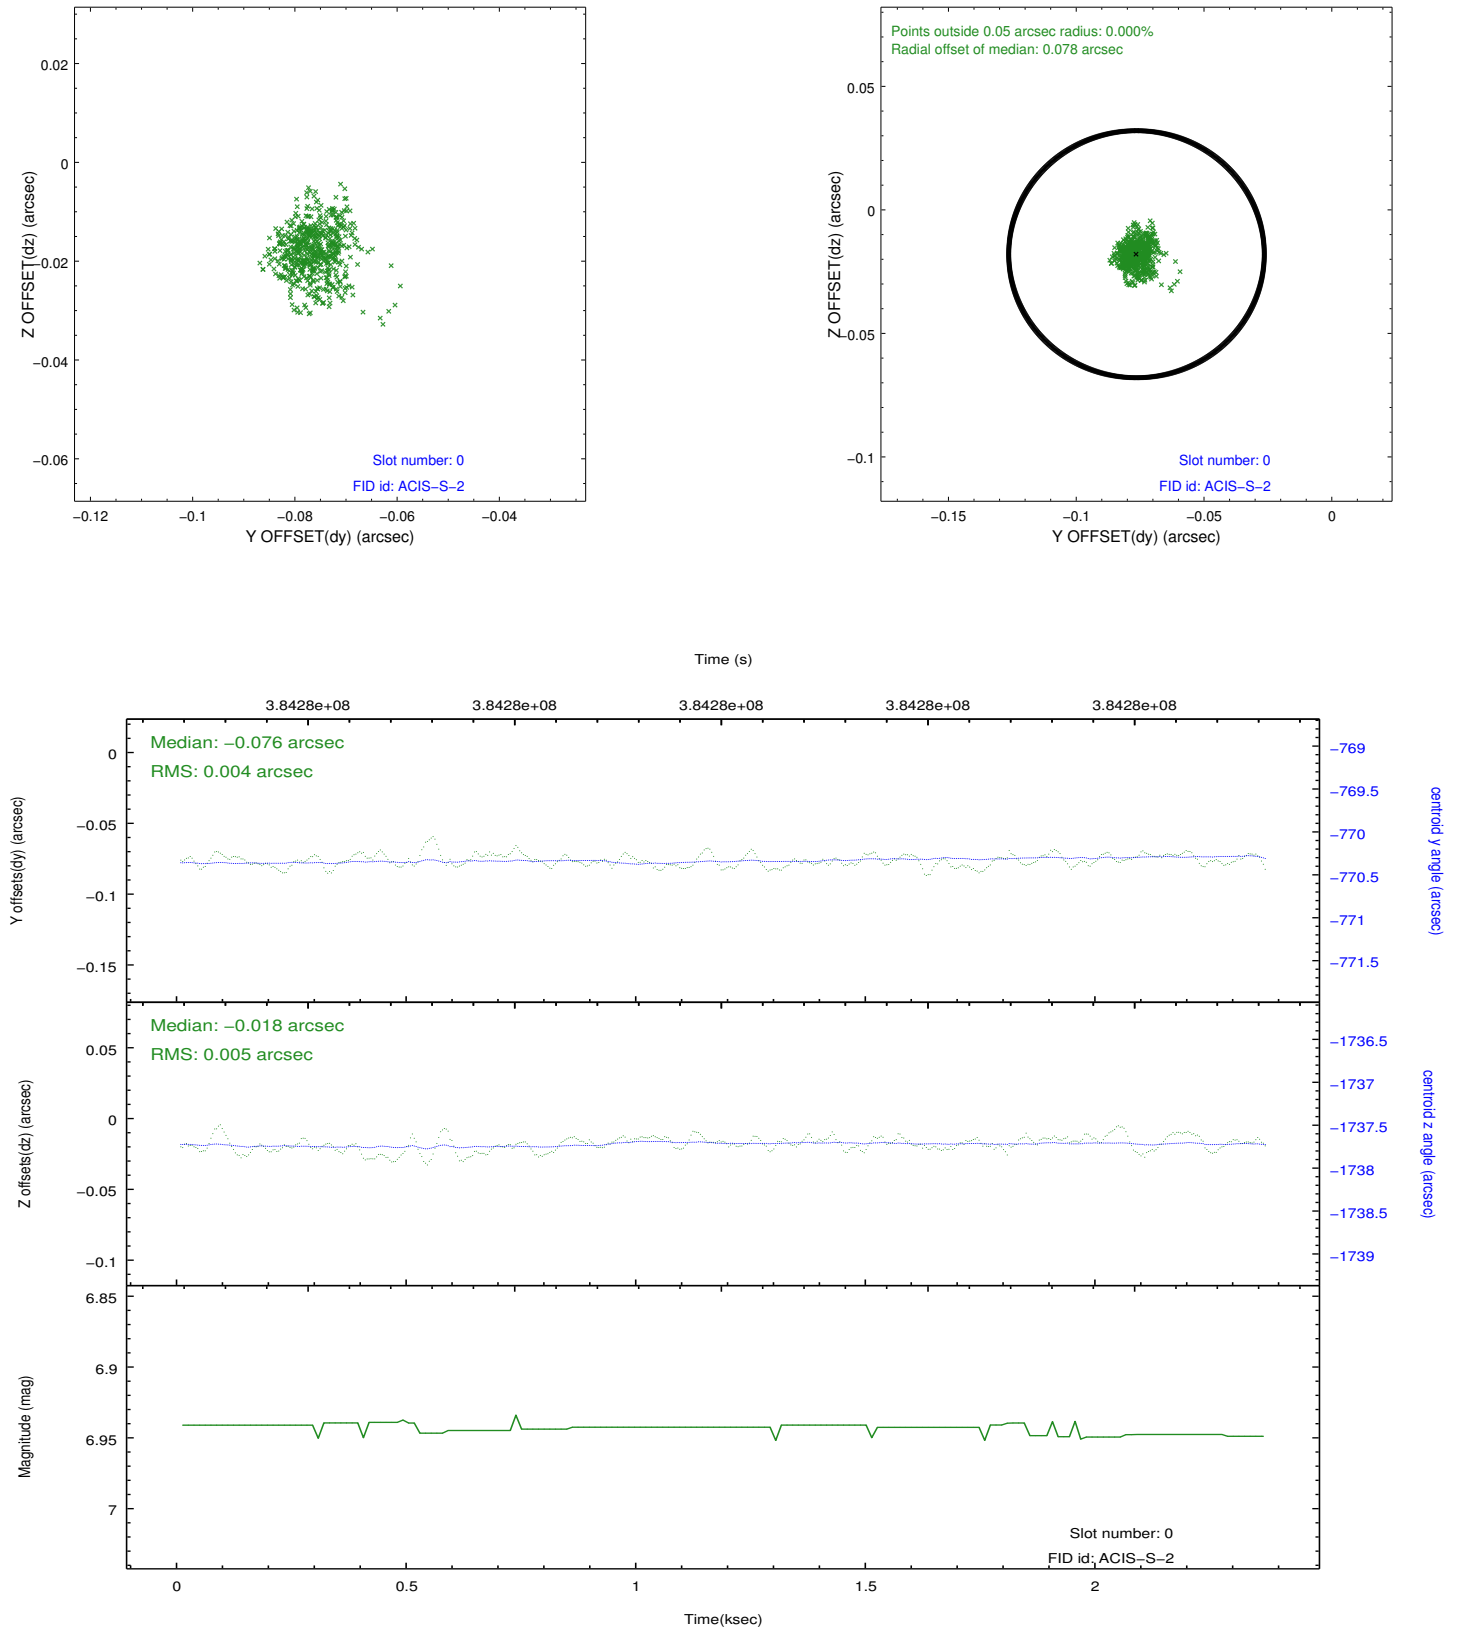 0.02
0
−0.02
−0.04
−0.06
Z OFFSET(dz) (arcsec)
Slot number: 0
FID id: ACIS−S−2
−0.12
−0.1
−0.08
−0.06
−0.04
Y OFFSET(dy) (arcsec)
Points outside 0.05 arcsec radius: 0.000%
Radial offset of median: 0.078 arcsec
0.05
0
−0.05
−0.1
Z OFFSET(dz) (arcsec)
Slot number: 0
FID id: ACIS−S−2
−0.15
−0.1
−0.05
0
Y OFFSET(dy) (arcsec)
Time (s)
3.8428e+08
3.8428e+08
3.8428e+08
3.8428e+08
3.8428e+08
Median: −0.076 arcsec
RMS: 0.004 arcsec
0
−0.05
−0.1
−0.15
Y offsets(dy) (arcsec)
−769
−769.5
−770
−770.5
−771
−771.5
centroid y angle (arcsec)
Median: −0.018 arcsec
RMS: 0.005 arcsec
0.05
0
−0.05
−0.1
Z offsets(dz) (arcsec)
−1736.5
−1737
−1737.5
−1738
−1738.5
−1739
centroid z angle (arcsec)
6.85
6.9
6.95
7
Magnitude (mag)
Slot number: 0
FID id: ACIS−S−2
0
0.5
1
1.5
2
Time(ksec)